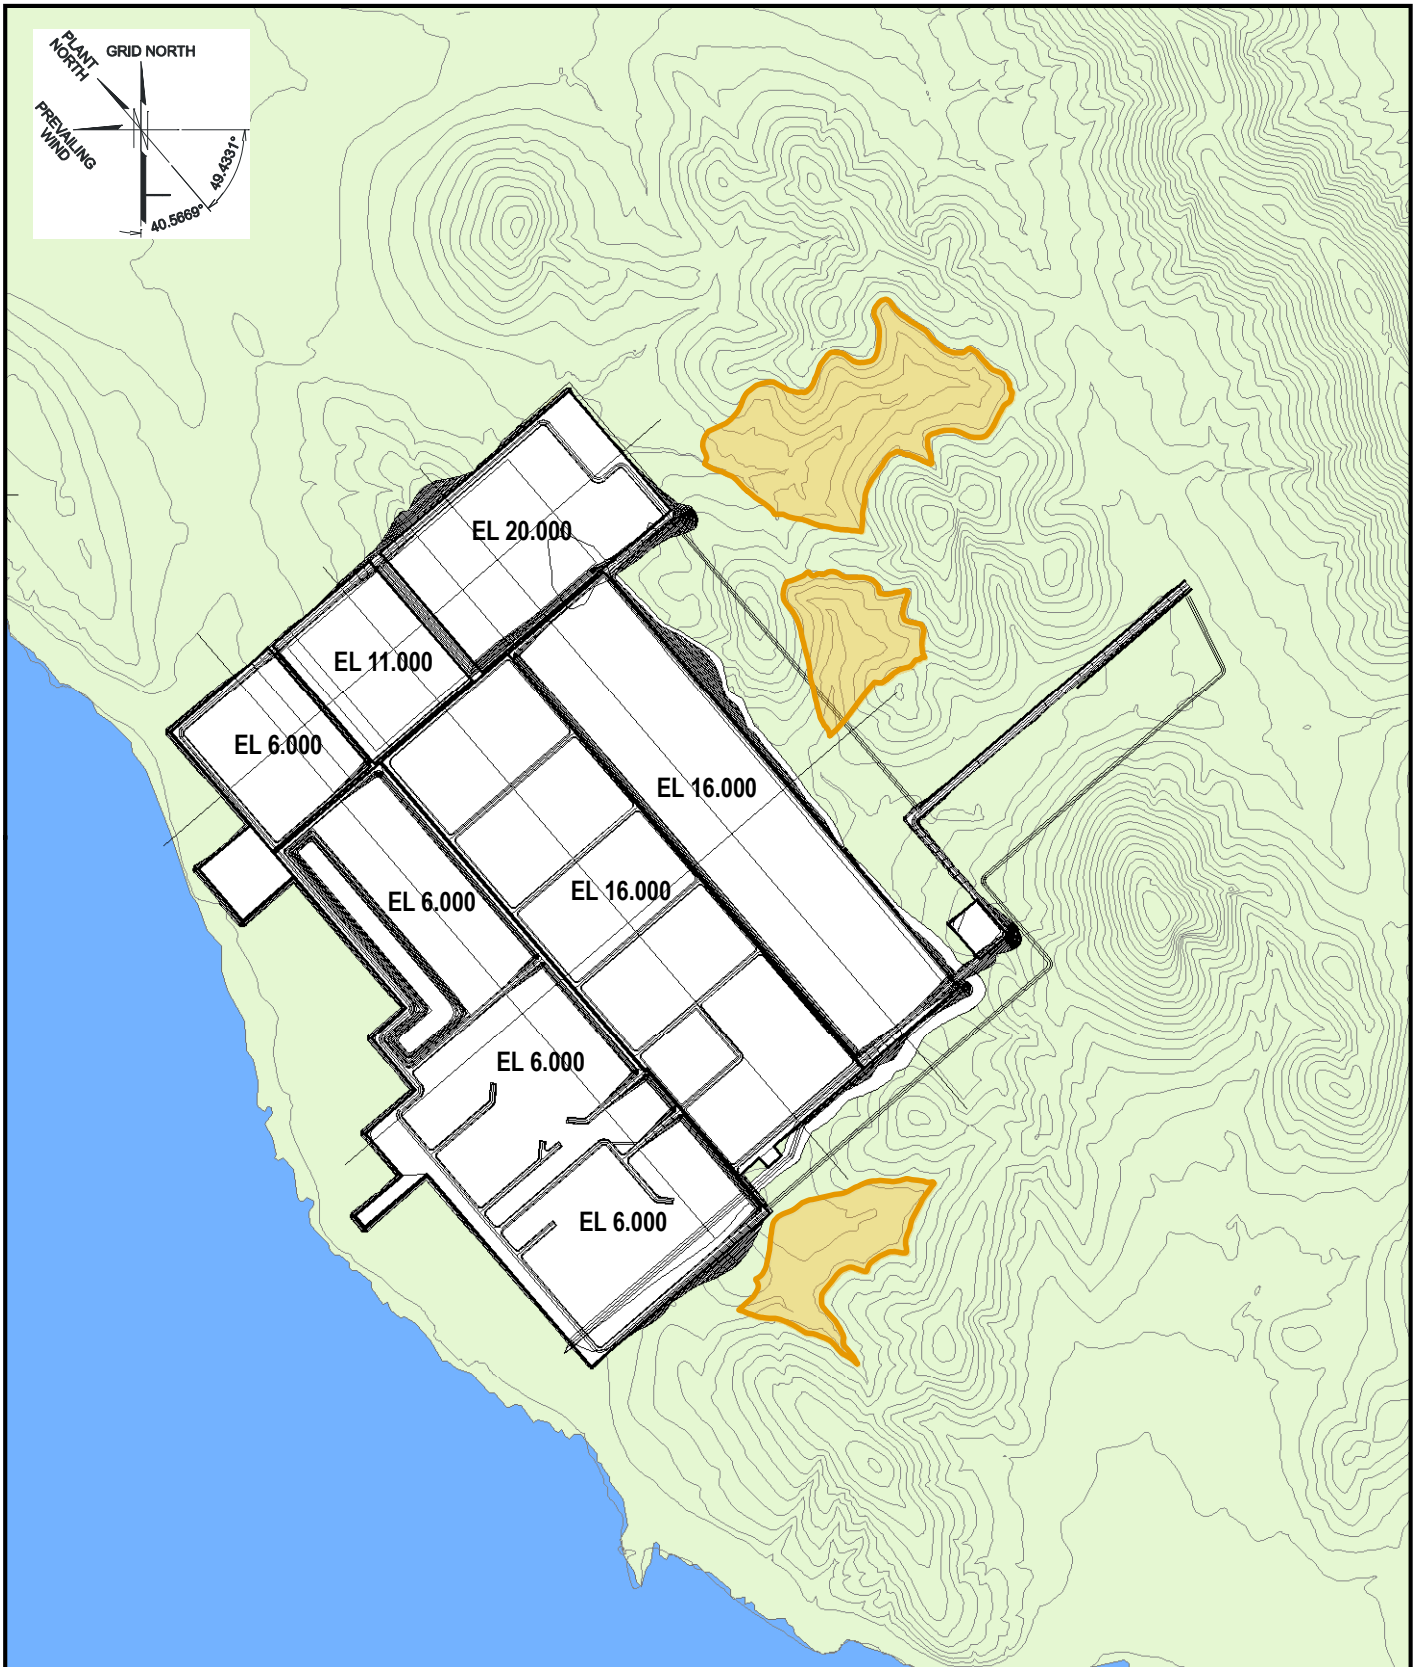 GRID NORTH
PLANT
NORTH
PREVAILING
WIND
49.4331°
40.5669°
EL 20.000
EL 11.000
EL 6.000
EL 16.000
EL 16.000
EL 6.000
EL 6.000
EL 6.000